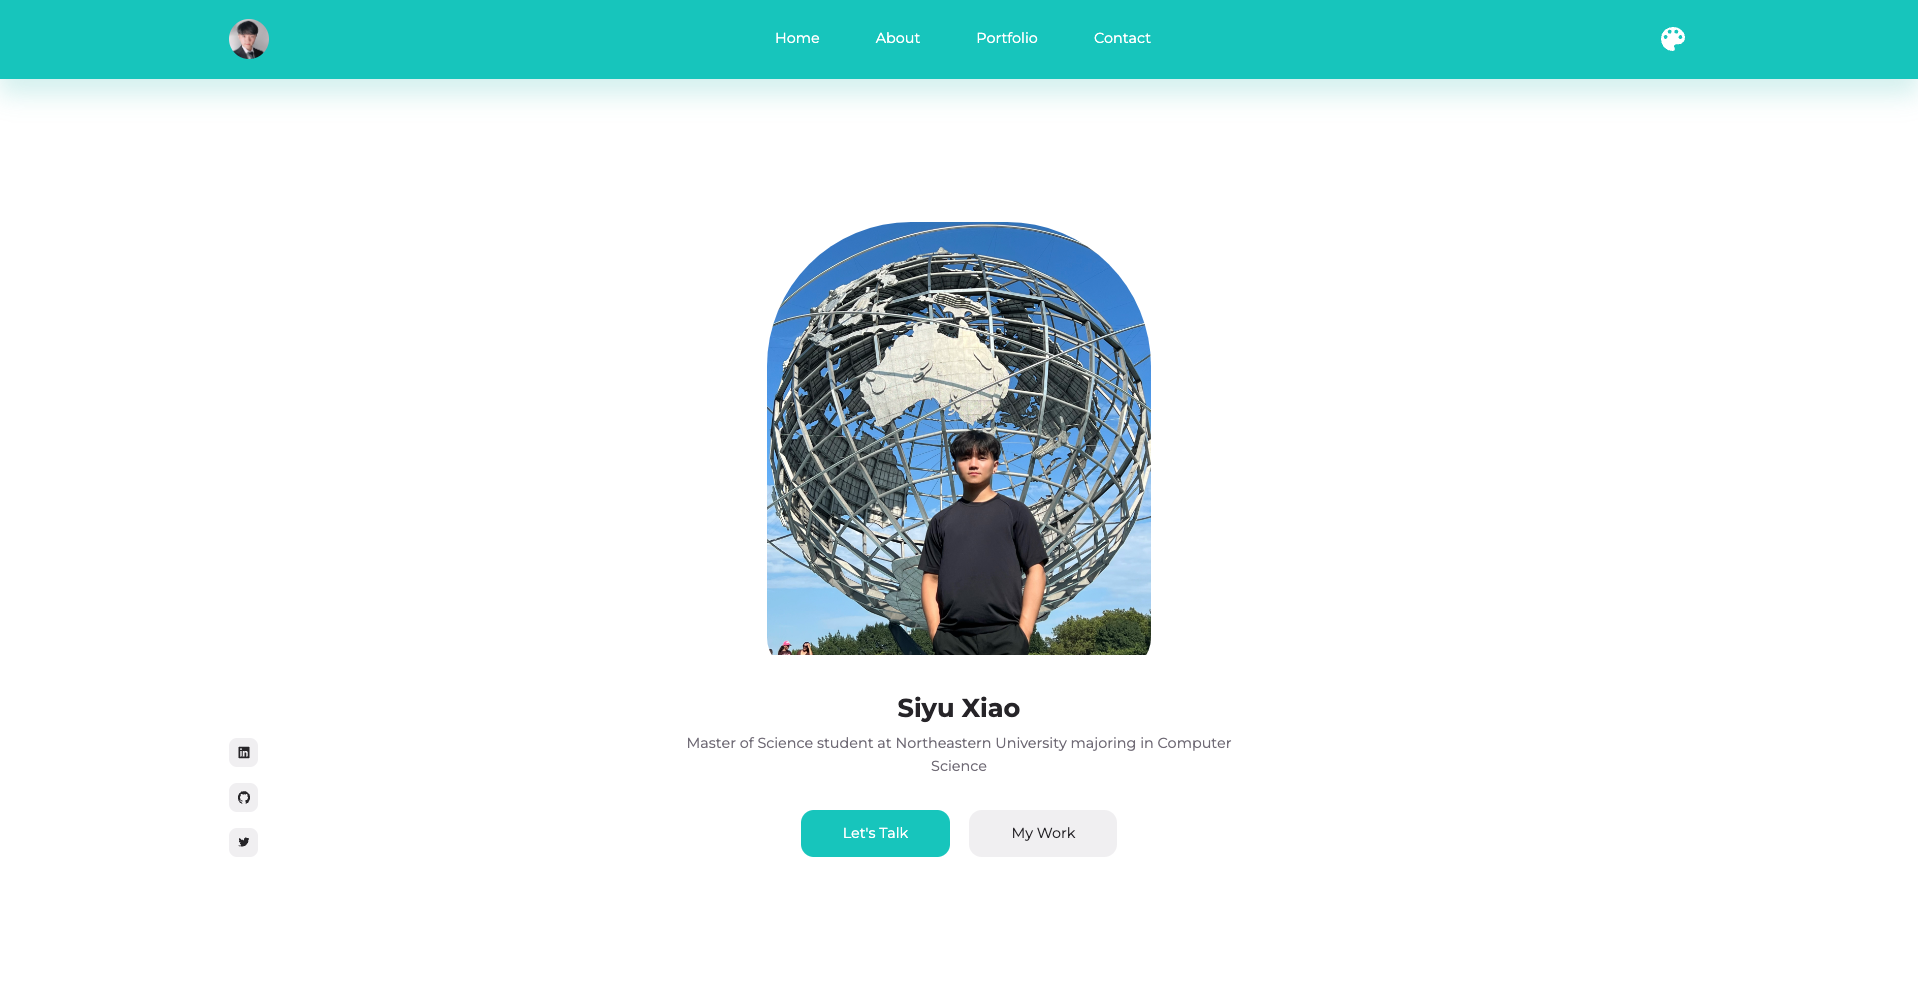 Home
About
Portfolio
Contact
Siyu Xiao
Master of Science student at Northeastern University majoring in Computer
Science
Let's Talk
My Work